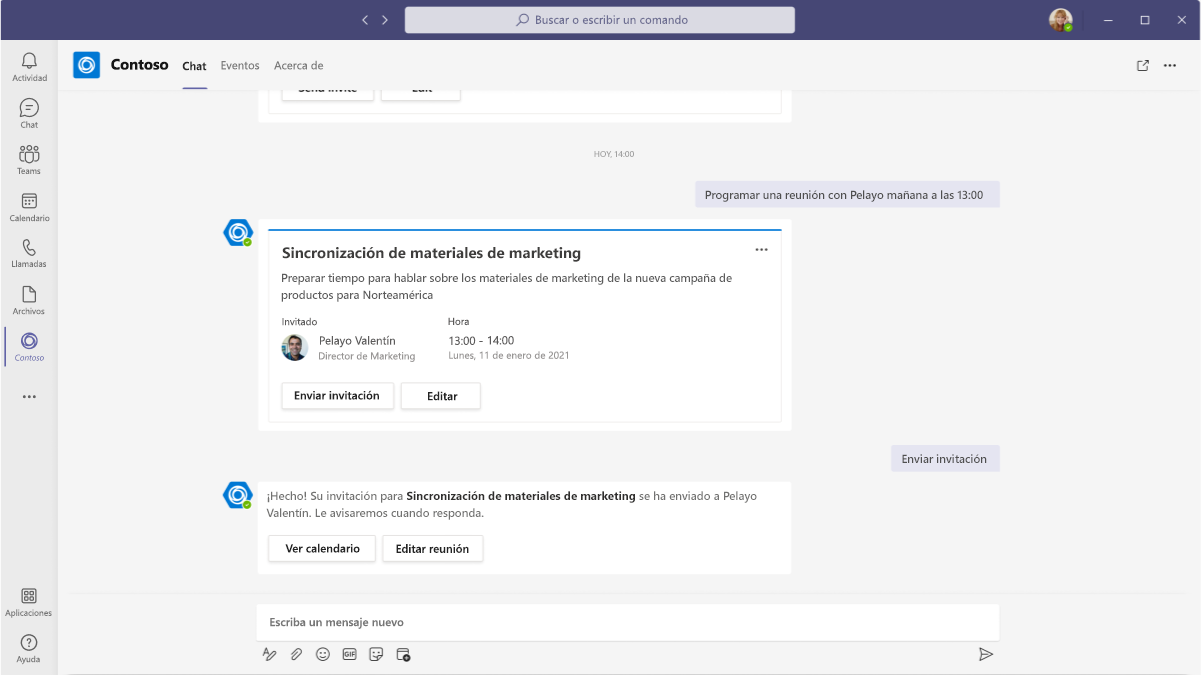 Buscar o escribir un comando
Actividad
Chat
Teams
Calendario
Llamadas
Archivos
Contoso
Aplicaciones
Ayuda
Contoso Chat Eventos Acerca de
Send invite Edit
HOY, 14:00
Programar una reunión con Pelayo mañana a las 13:00
Sincronización de materiales de marketing
Preparar tiempo para hablar sobre los materiales de marketing de la nueva campaña de
productos para Norteamérica
Invitado Hora
Pelayo Valentín 13:00 - 14:00
Director de Marketing Lunes, 11 de enero de 2021
Enviar invitación Editar
Enviar invitación
¡Hecho! Su invitación para Sincronización de materiales de marketing se ha enviado a Pelayo
Valentín. Le avisaremos cuando responda.
Ver calendario Editar reunión
Escriba un mensaje nuevo
GIF